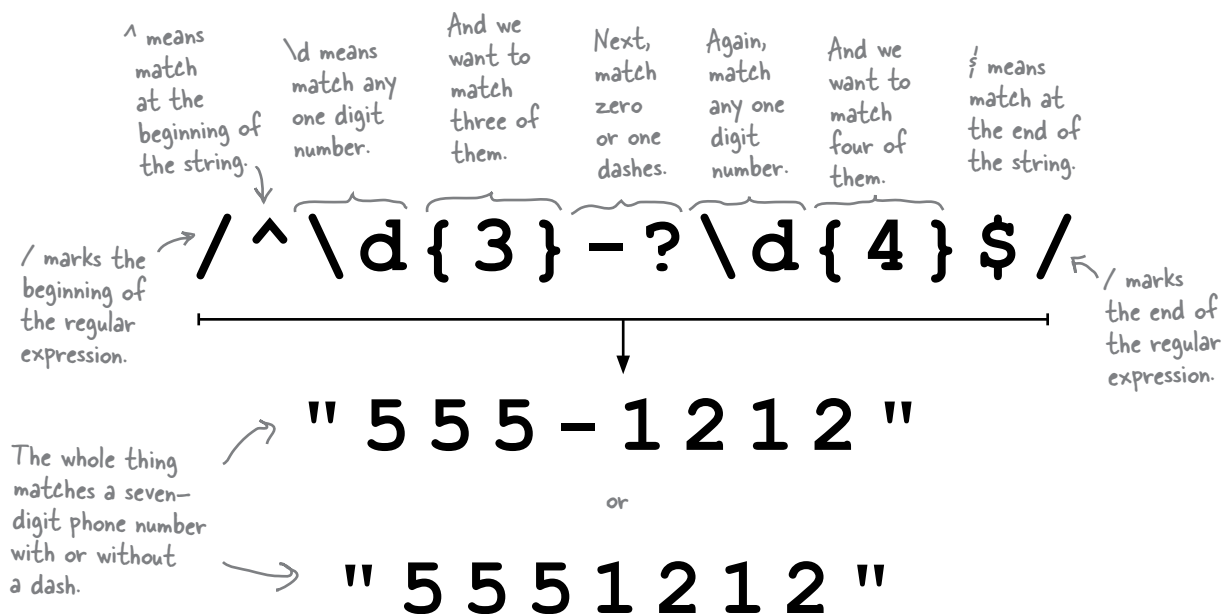 ^ means
match
at the
beginning of
the string.
\d means
match any
one digit
number.
And we
want to
match
three of
them.
Next,
match
zero
or one
dashes.
Again,
match
any one
digit
number.
And we
want to
match
four of
them.
$ means
match at
the end of
the string.
/^\d{3}-?\d{4}$/
/ marks the
beginning of
the regular
expression.
/ marks
the end of
the regular
expression.
"555-1212"
The whole thing
matches a seven-
digit phone number
with or without
a dash.
or
"5551212"